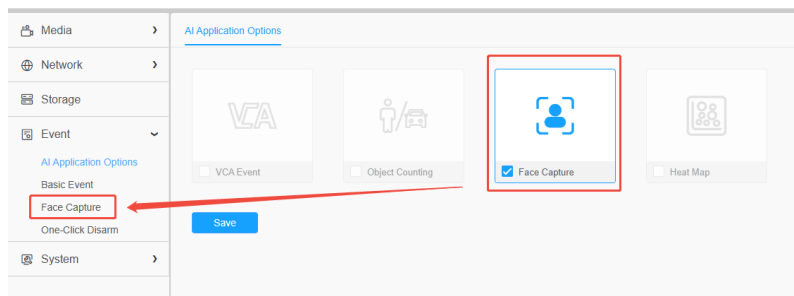 Media
Network
Storage
Event
AI Application Options
Basic Event
Face Capture
One-Click Disarm
System
AI Application Options
VCA
VCA Event
Object Counting
Face Capture
Heat Map
Save